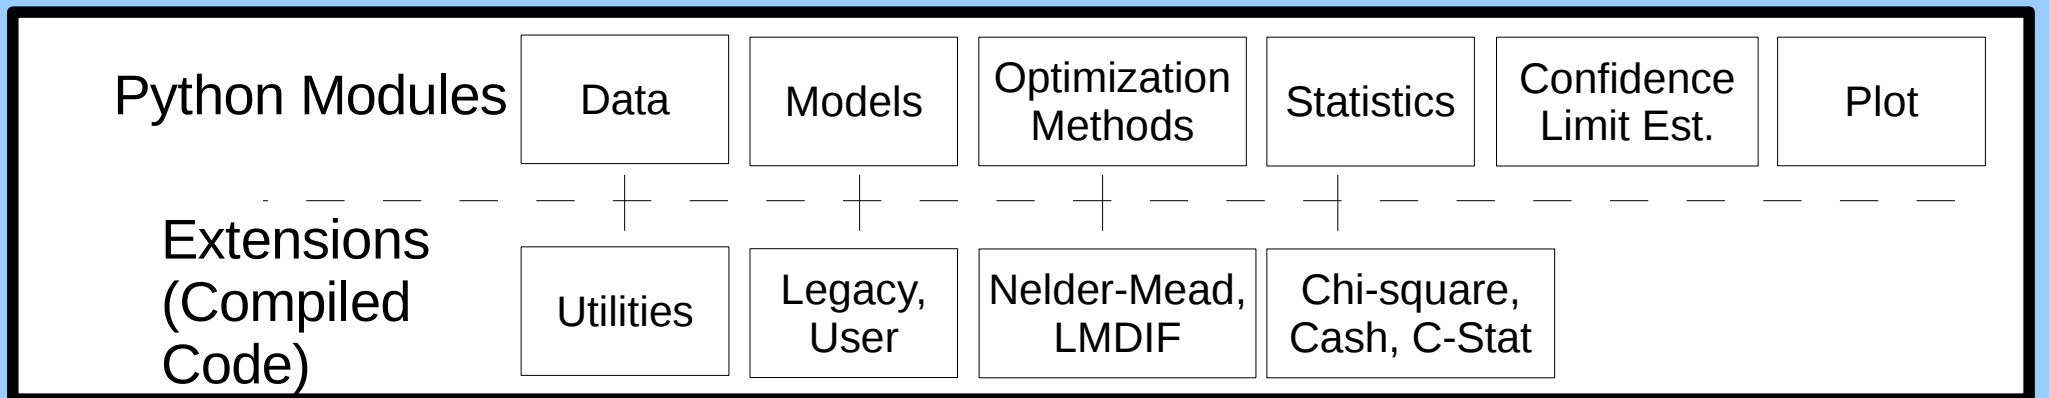 Python Modules
Data
Models
Optimization
Methods
Statistics
Confidence
Limit Est.
Plot
Extensions
(Compiled
Code)
Utilities
Legacy,
User
Nelder-Mead,
LMDIF
Chi-square,
Cash, C-Stat